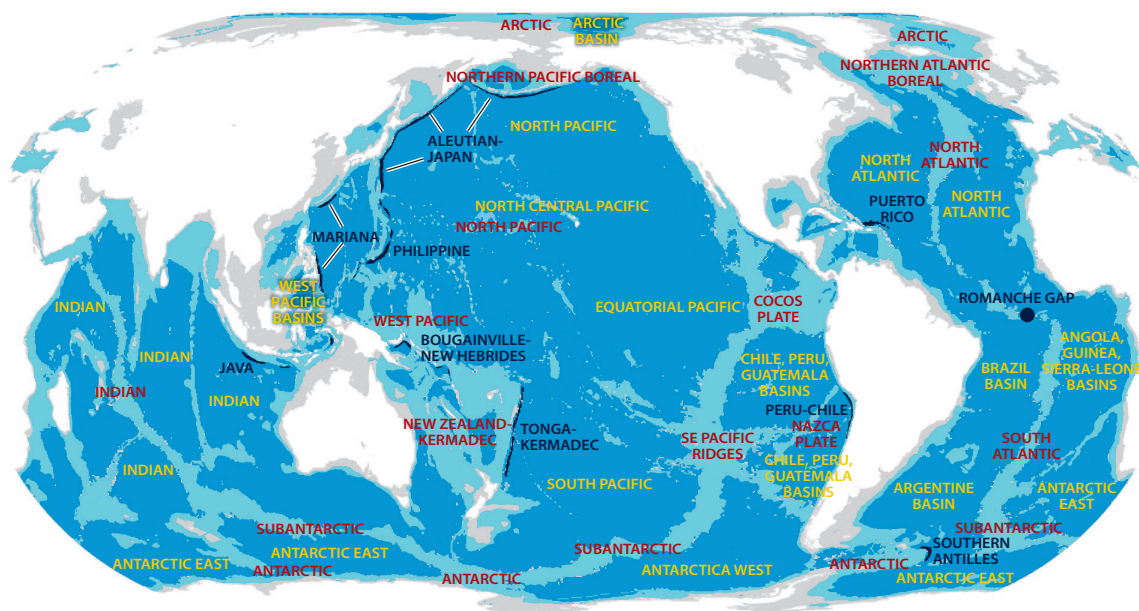 ARCTIC
ARCTIC
BASIN
ARCTIC
NORTHERN PACIFIC BOREAL
NORTHERN ATLANTIC
BOREAL
NORTH PACIFIC
ALEUTIAN-
JAPAN
NORTH
ATLANTIC
NORTH
ATLANTIC
NORTH
ATLANTIC
PUERTO
RICO
NORTH CENTRAL PACIFIC
NORTH PACIFIC
MARIANA
PHILIPPINE
WEST
PACIFIC
BASINS
INDIAN
EQUATORIAL PACIFIC
COCOS
PLATE
ROMANCHE GAP
WEST PACIFIC
BOUGAINVILLE-
NEW HEBRIDES
INDIAN
JAVA
INDIAN
INDIAN
CHILE, PERU,
GUATEMALA
BASINS
BRAZIL
BASIN
ANGOLA,
GUINEA,
SIERRA-LEONE
BASINS
NEW ZEALAND-
KERMADEC
TONGA-
KERMADEC
SE PACIFIC
RIDGES
PERU-CHILE
NAZCA
PLATE
CHILE, PERU,
GUATEMALA
BASINS
SOUTH
ATLANTIC
INDIAN
SOUTH PACIFIC
ARGENTINE
BASIN
ANTARCTIC
EAST
SUBANTARCTIC
SUBANTARCTIC
SUBANTARCTIC
SOUTHERN
ANTILLES
ANTARCTIC EAST
ANTARCTIC EAST
ANTARCTIC
ANTARCTIC
ANTARCTICA WEST
ANTARCTIC
ANTARCTIC EAST